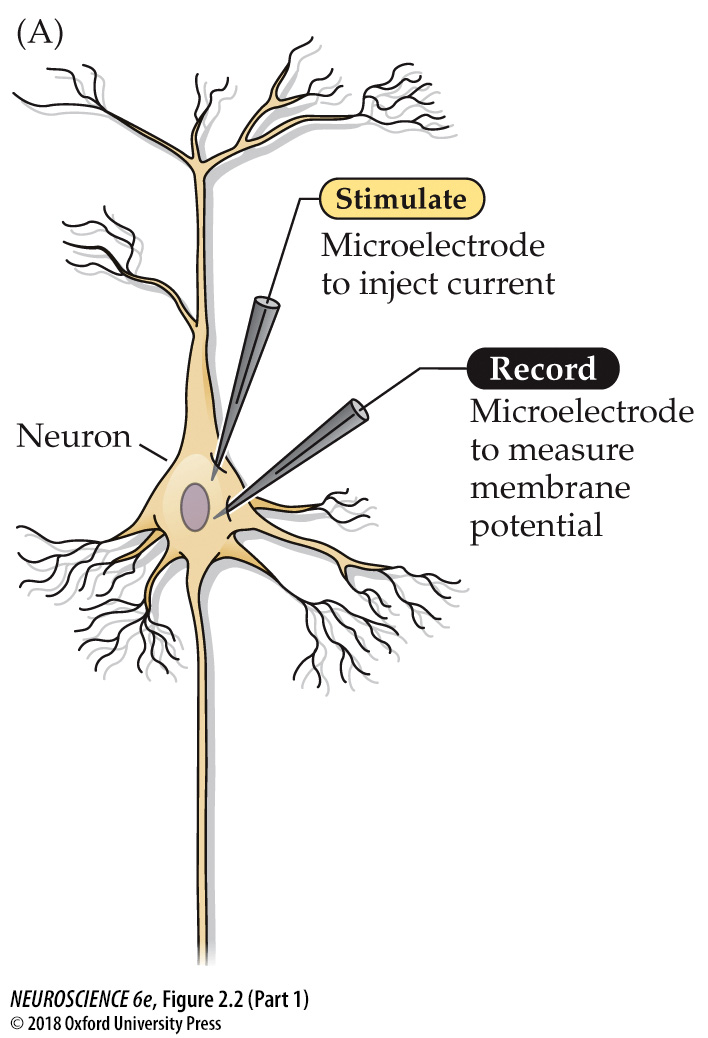 (A)
Stimulate
Microelectrode
to inject current
Record
Microelectrode
to measure
membrane
potential
Neuron
NEUROSCIENCE 6e, Figure 2.2 (Part 1)
© 2018 Oxford University Press